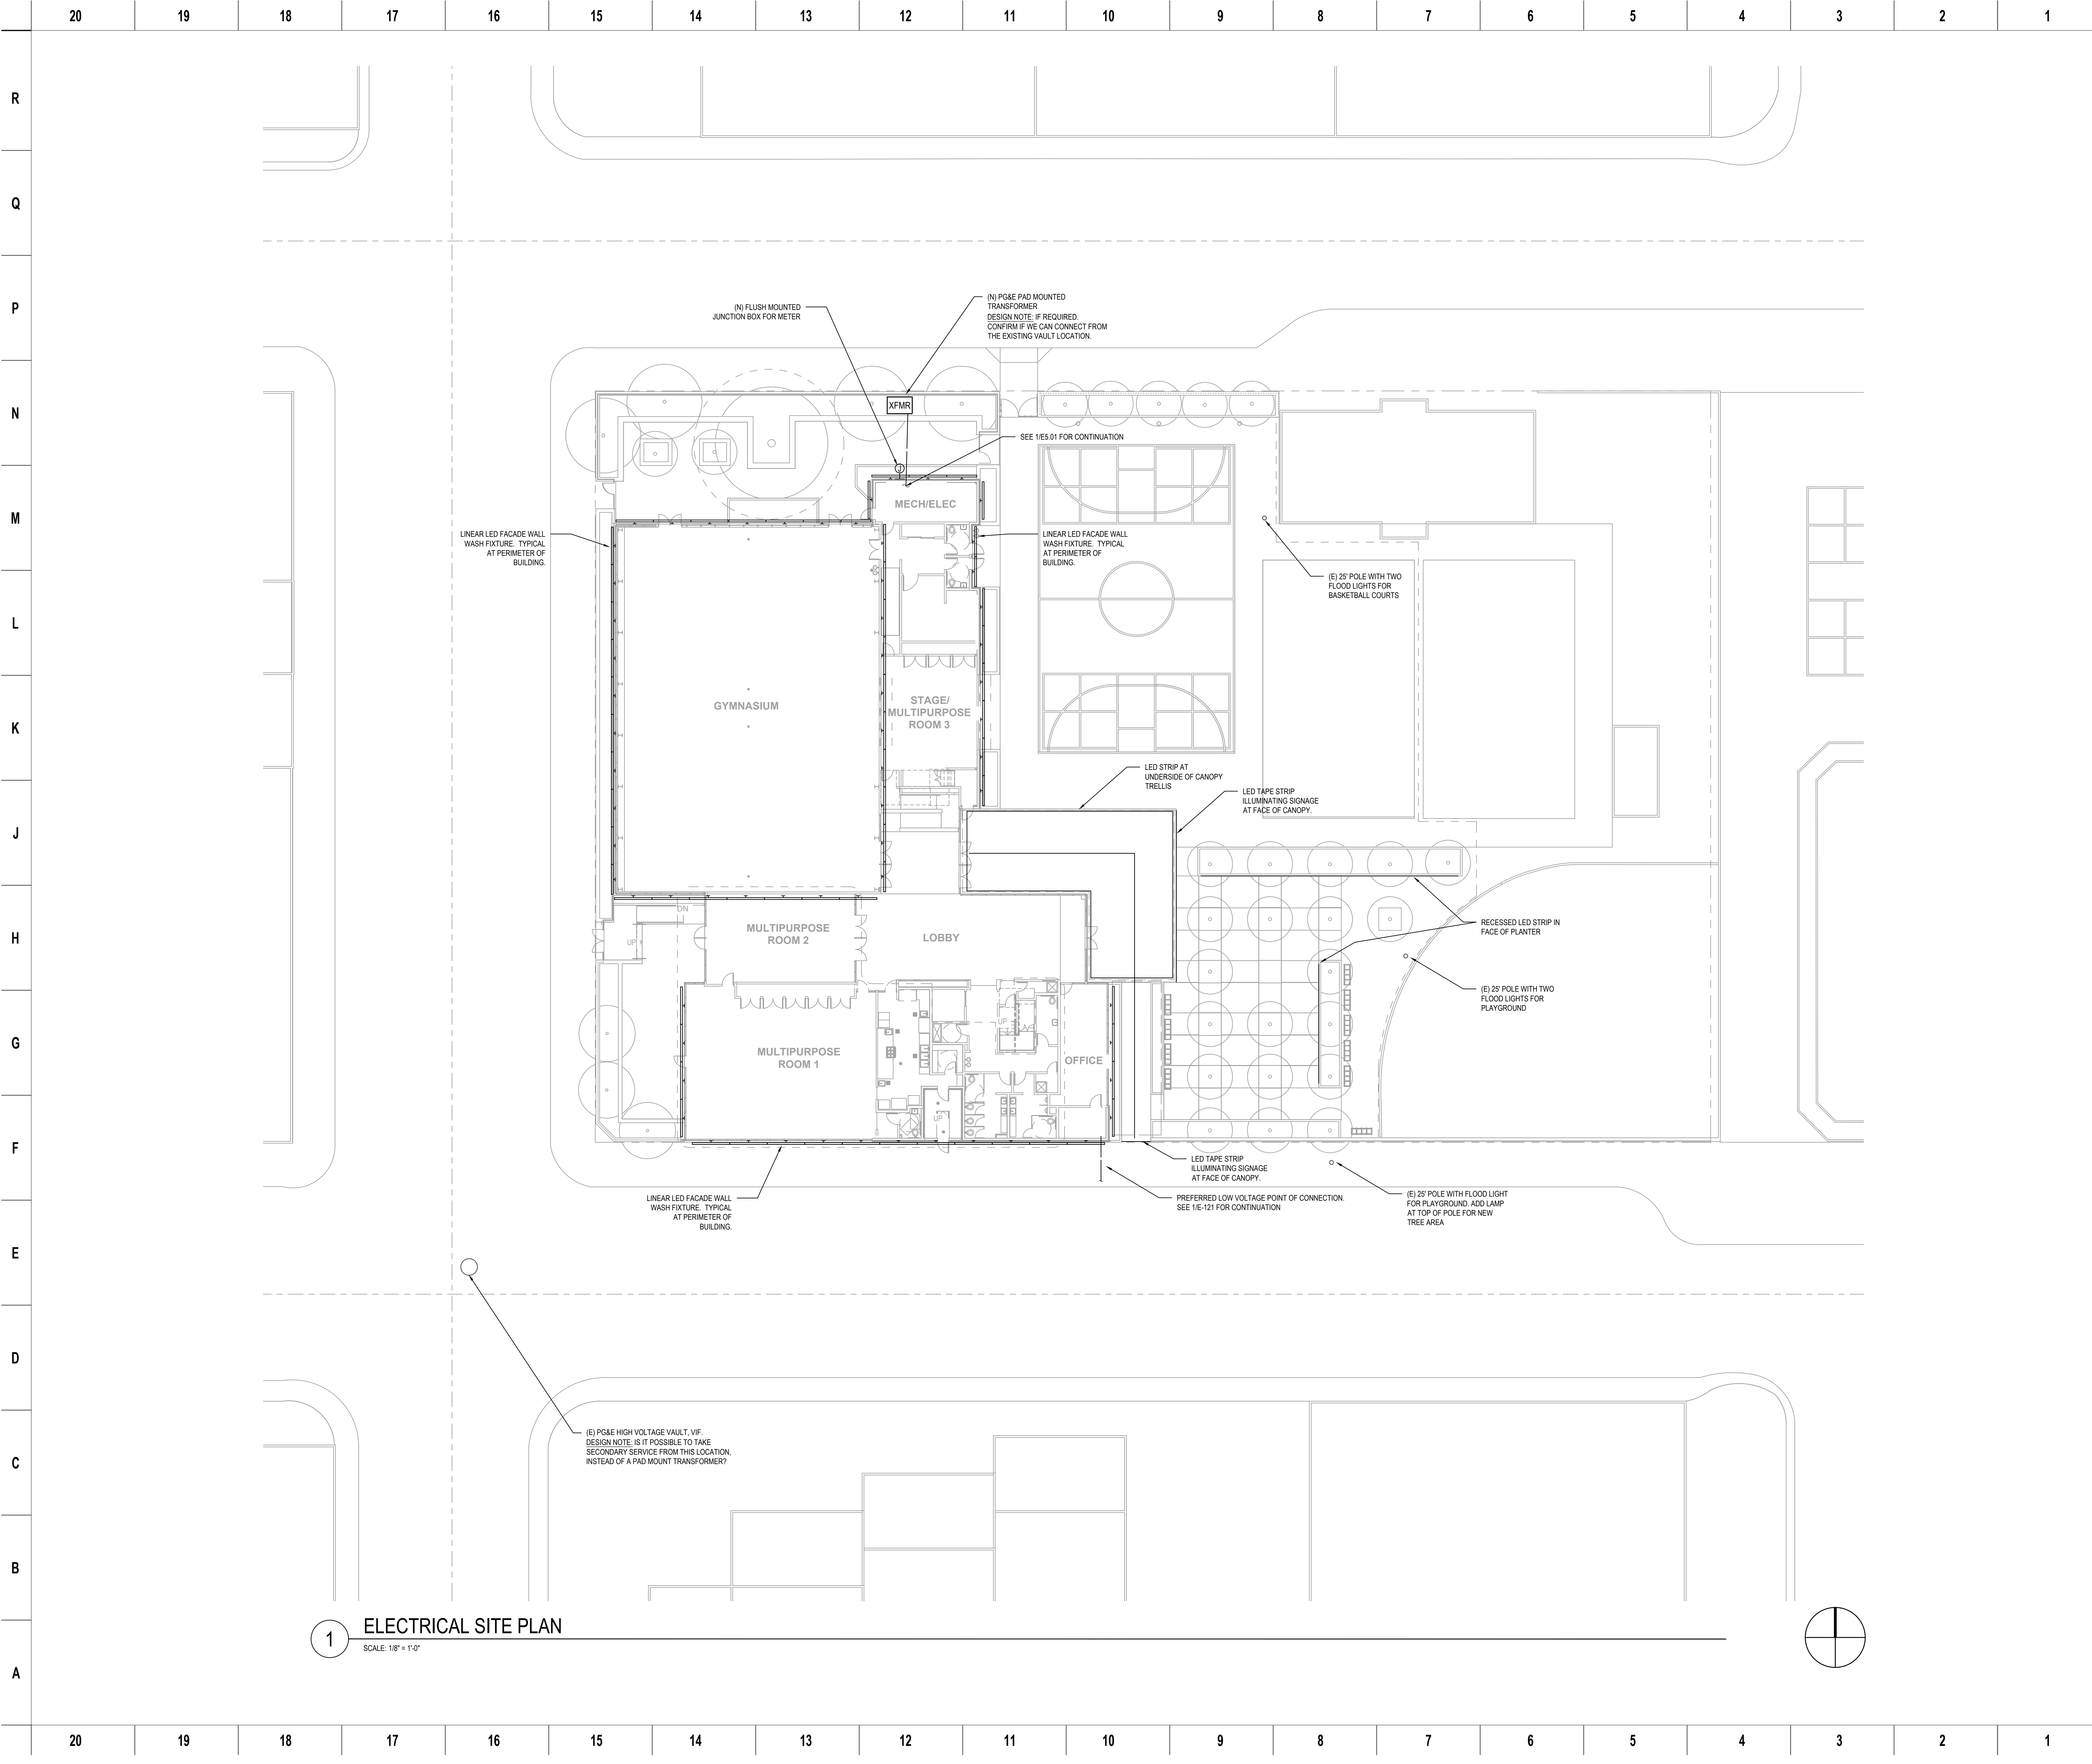 20 19 18 17 16 15 14 13 12 11 10 9 8 7 6 5 4 3 2 1
R
Q
P
N
M
L
K
J
H
G
F
E
D
C
B
A
(N) FLUSH MOUNTED
JUNCTION BOX FOR METER
(N) PG&E PAD MOUNTED
TRANSFORMER
DESIGN NOTE: IF REQUIRED.
CONFIRM IF WE CAN CONNECT FROM
THE EXISTING VAULT LOCATION.
XFMR
SEE 1/E5.01 FOR CONTINUATION
J
MECH/ELEC
LINEAR LED FACADE WALL
WASH FIXTURE. TYPICAL
AT PERIMETER OF
BUILDING.
LINEAR LED FACADE WALL
WASH FIXTURE. TYPICAL
AT PERIMETER OF
BUILDING.
(E) 25' POLE WITH TWO
FLOOD LIGHTS FOR
BASKETBALL COURTS
GYMNASIUM
STAGE/
MULTIPURPOSE
ROOM 3
LED STRIP AT
UNDERSIDE OF CANOPY
TRELLIS
LED TAPE STRIP
ILLUMINATING SIGNAGE
AT FACE OF CANOPY.
DN
UP
MULTIPURPOSE
ROOM 2
LOBBY
RECESSED LED STRIP IN
FACE OF PLANTER
(E) 25' POLE WITH TWO
FLOOD LIGHTS FOR
PLAYGROUND
UP
MULTIPURPOSE
ROOM 1
OFFICE
UP
LED TAPE STRIP
ILLUMINATING SIGNAGE
AT FACE OF CANOPY.
LINEAR LED FACADE WALL
WASH FIXTURE. TYPICAL
AT PERIMETER OF
BUILDING.
PREFERRED LOW VOLTAGE POINT OF CONNECTION.
SEE 1/E-121 FOR CONTINUATION
(E) 25' POLE WITH FLOOD LIGHT
FOR PLAYGROUND. ADD LAMP
AT TOP OF POLE FOR NEW
TREE AREA
(E) PG&E HIGH VOLTAGE VAULT, VIF.
DESIGN NOTE: IS IT POSSIBLE TO TAKE
SECONDARY SERVICE FROM THIS LOCATION,
INSTEAD OF A PAD MOUNT TRANSFORMER?
1
ELECTRICAL SITE PLAN
SCALE: 1/8" = 1'-0"
20 19 18 17 16 15 14 13 12 11 10 9 8 7 6 5 4 3 2 1